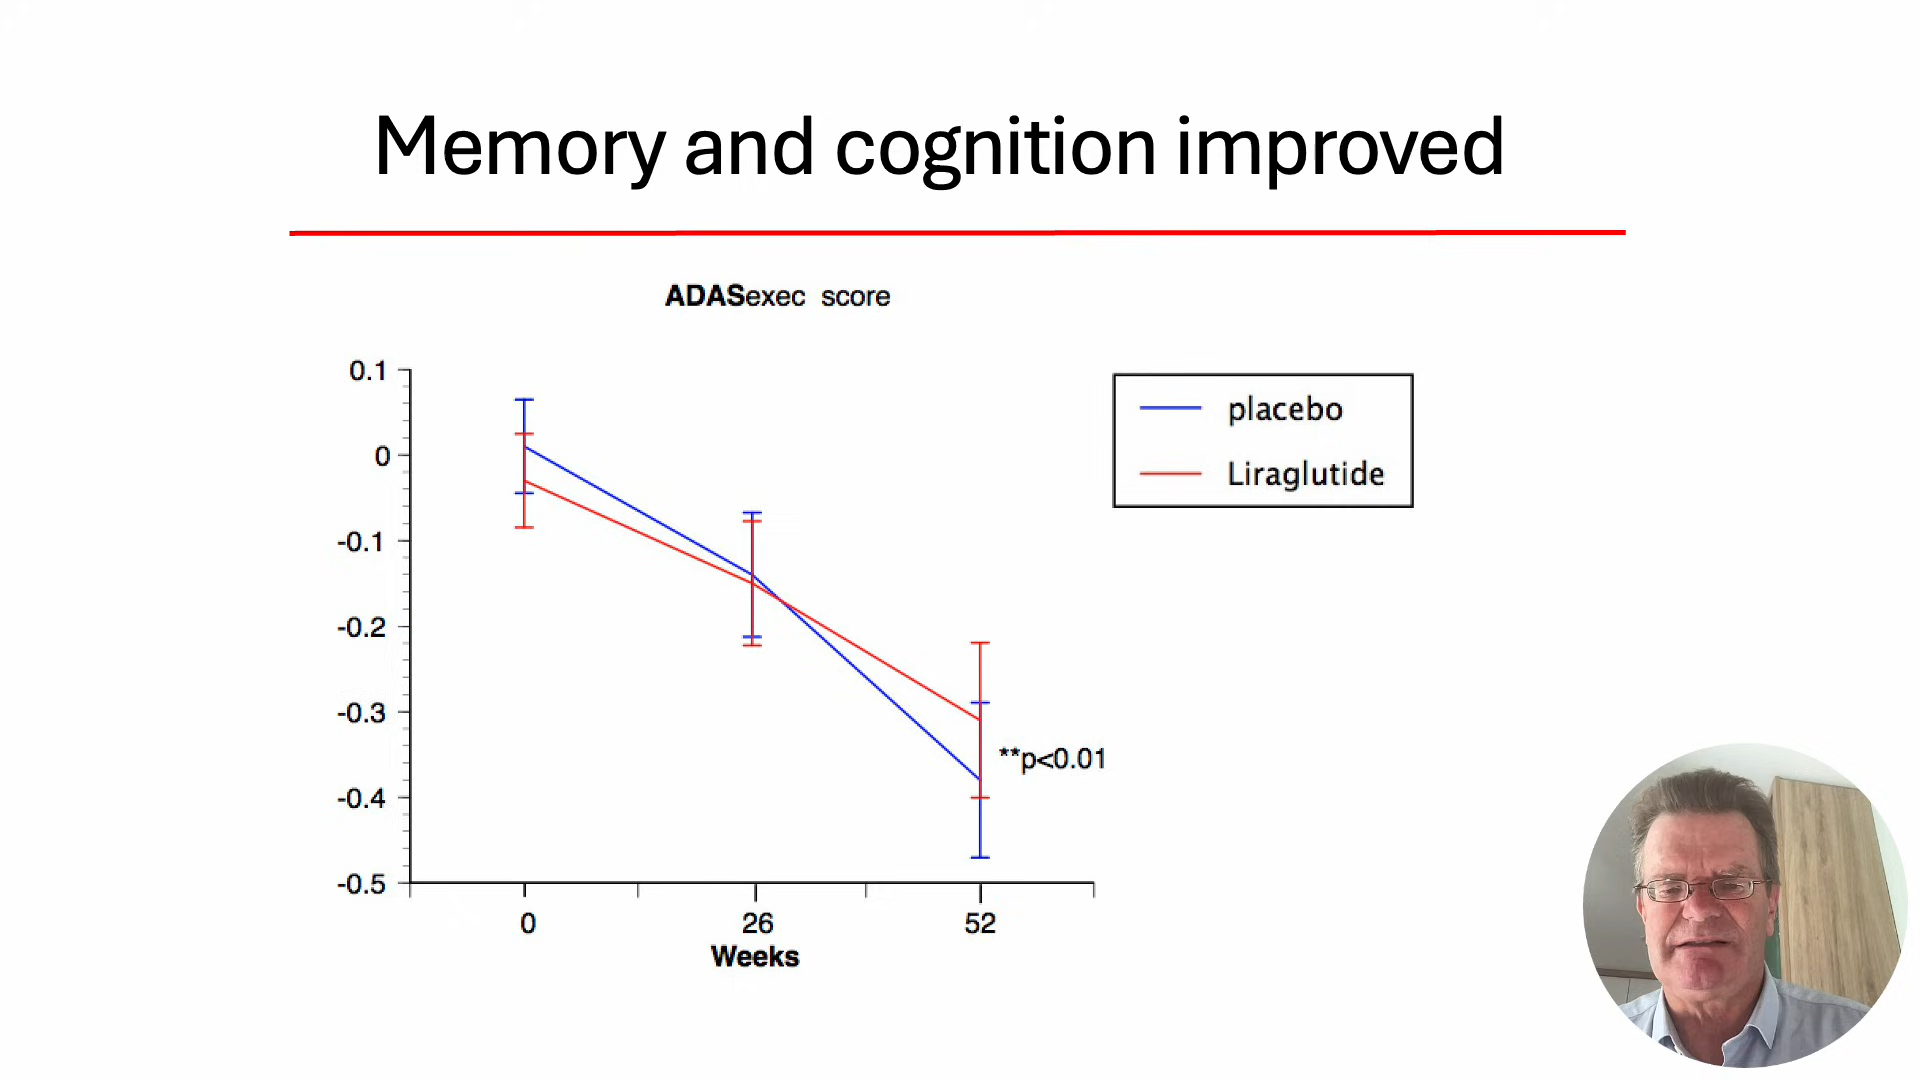 Memory and cognition improved
ADASexec score
0.1
0
-0.1
-0.2
-0.3
-0.4
-0.5
placebo
Liraglutide
**p<0.01
0 26 52
Weeks